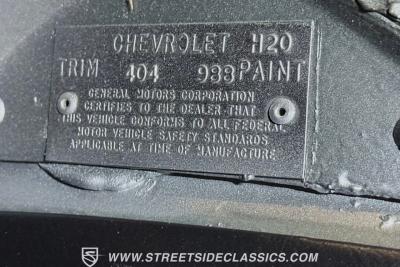 CHEVROLET H20
TRIM 404 983 PAINT
GENERAL MOTORS CORPORATION
CERTIFIES TO THE DEALER THAT
THIS VEHICLE CONFORMS TO ALL FEDERAL
MOTOR VEHICLE SAFETY STANDARDS
APPLICABLE AT TIME OF MANUFACTURE
WWW.STREETSIDECLASSICS.COM